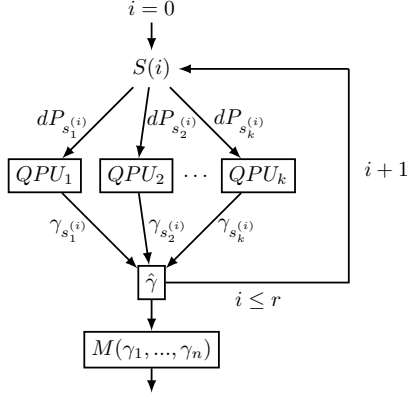 i = 0
S(i)
dP_{s_1^{(i)}} dP_{s_2^{(i)}} dP_{s_k^{(i)}}
QPU_1 QPU_2 ... QPU_k
i + 1
γ_{s_1^{(i)}} γ_{s_2^{(i)}} γ_{s_k^{(i)}}
γ̂
i ≤ r
M(γ_1, ..., γ_n)